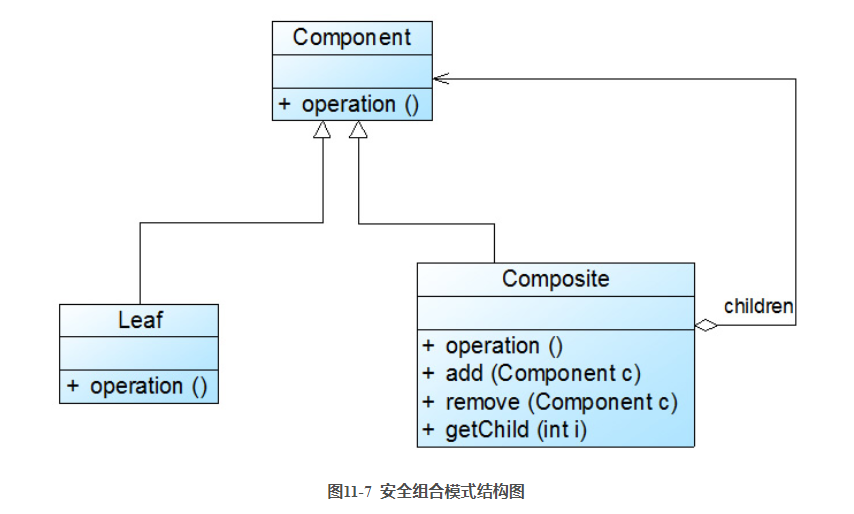 Component
+ operation ()
children
Composite
Leaf
+ operation ()
+ operation ()
+ add (Component c)
+ remove (Component c)
+ getChild (int i)
图11-7 安全组合模式结构图